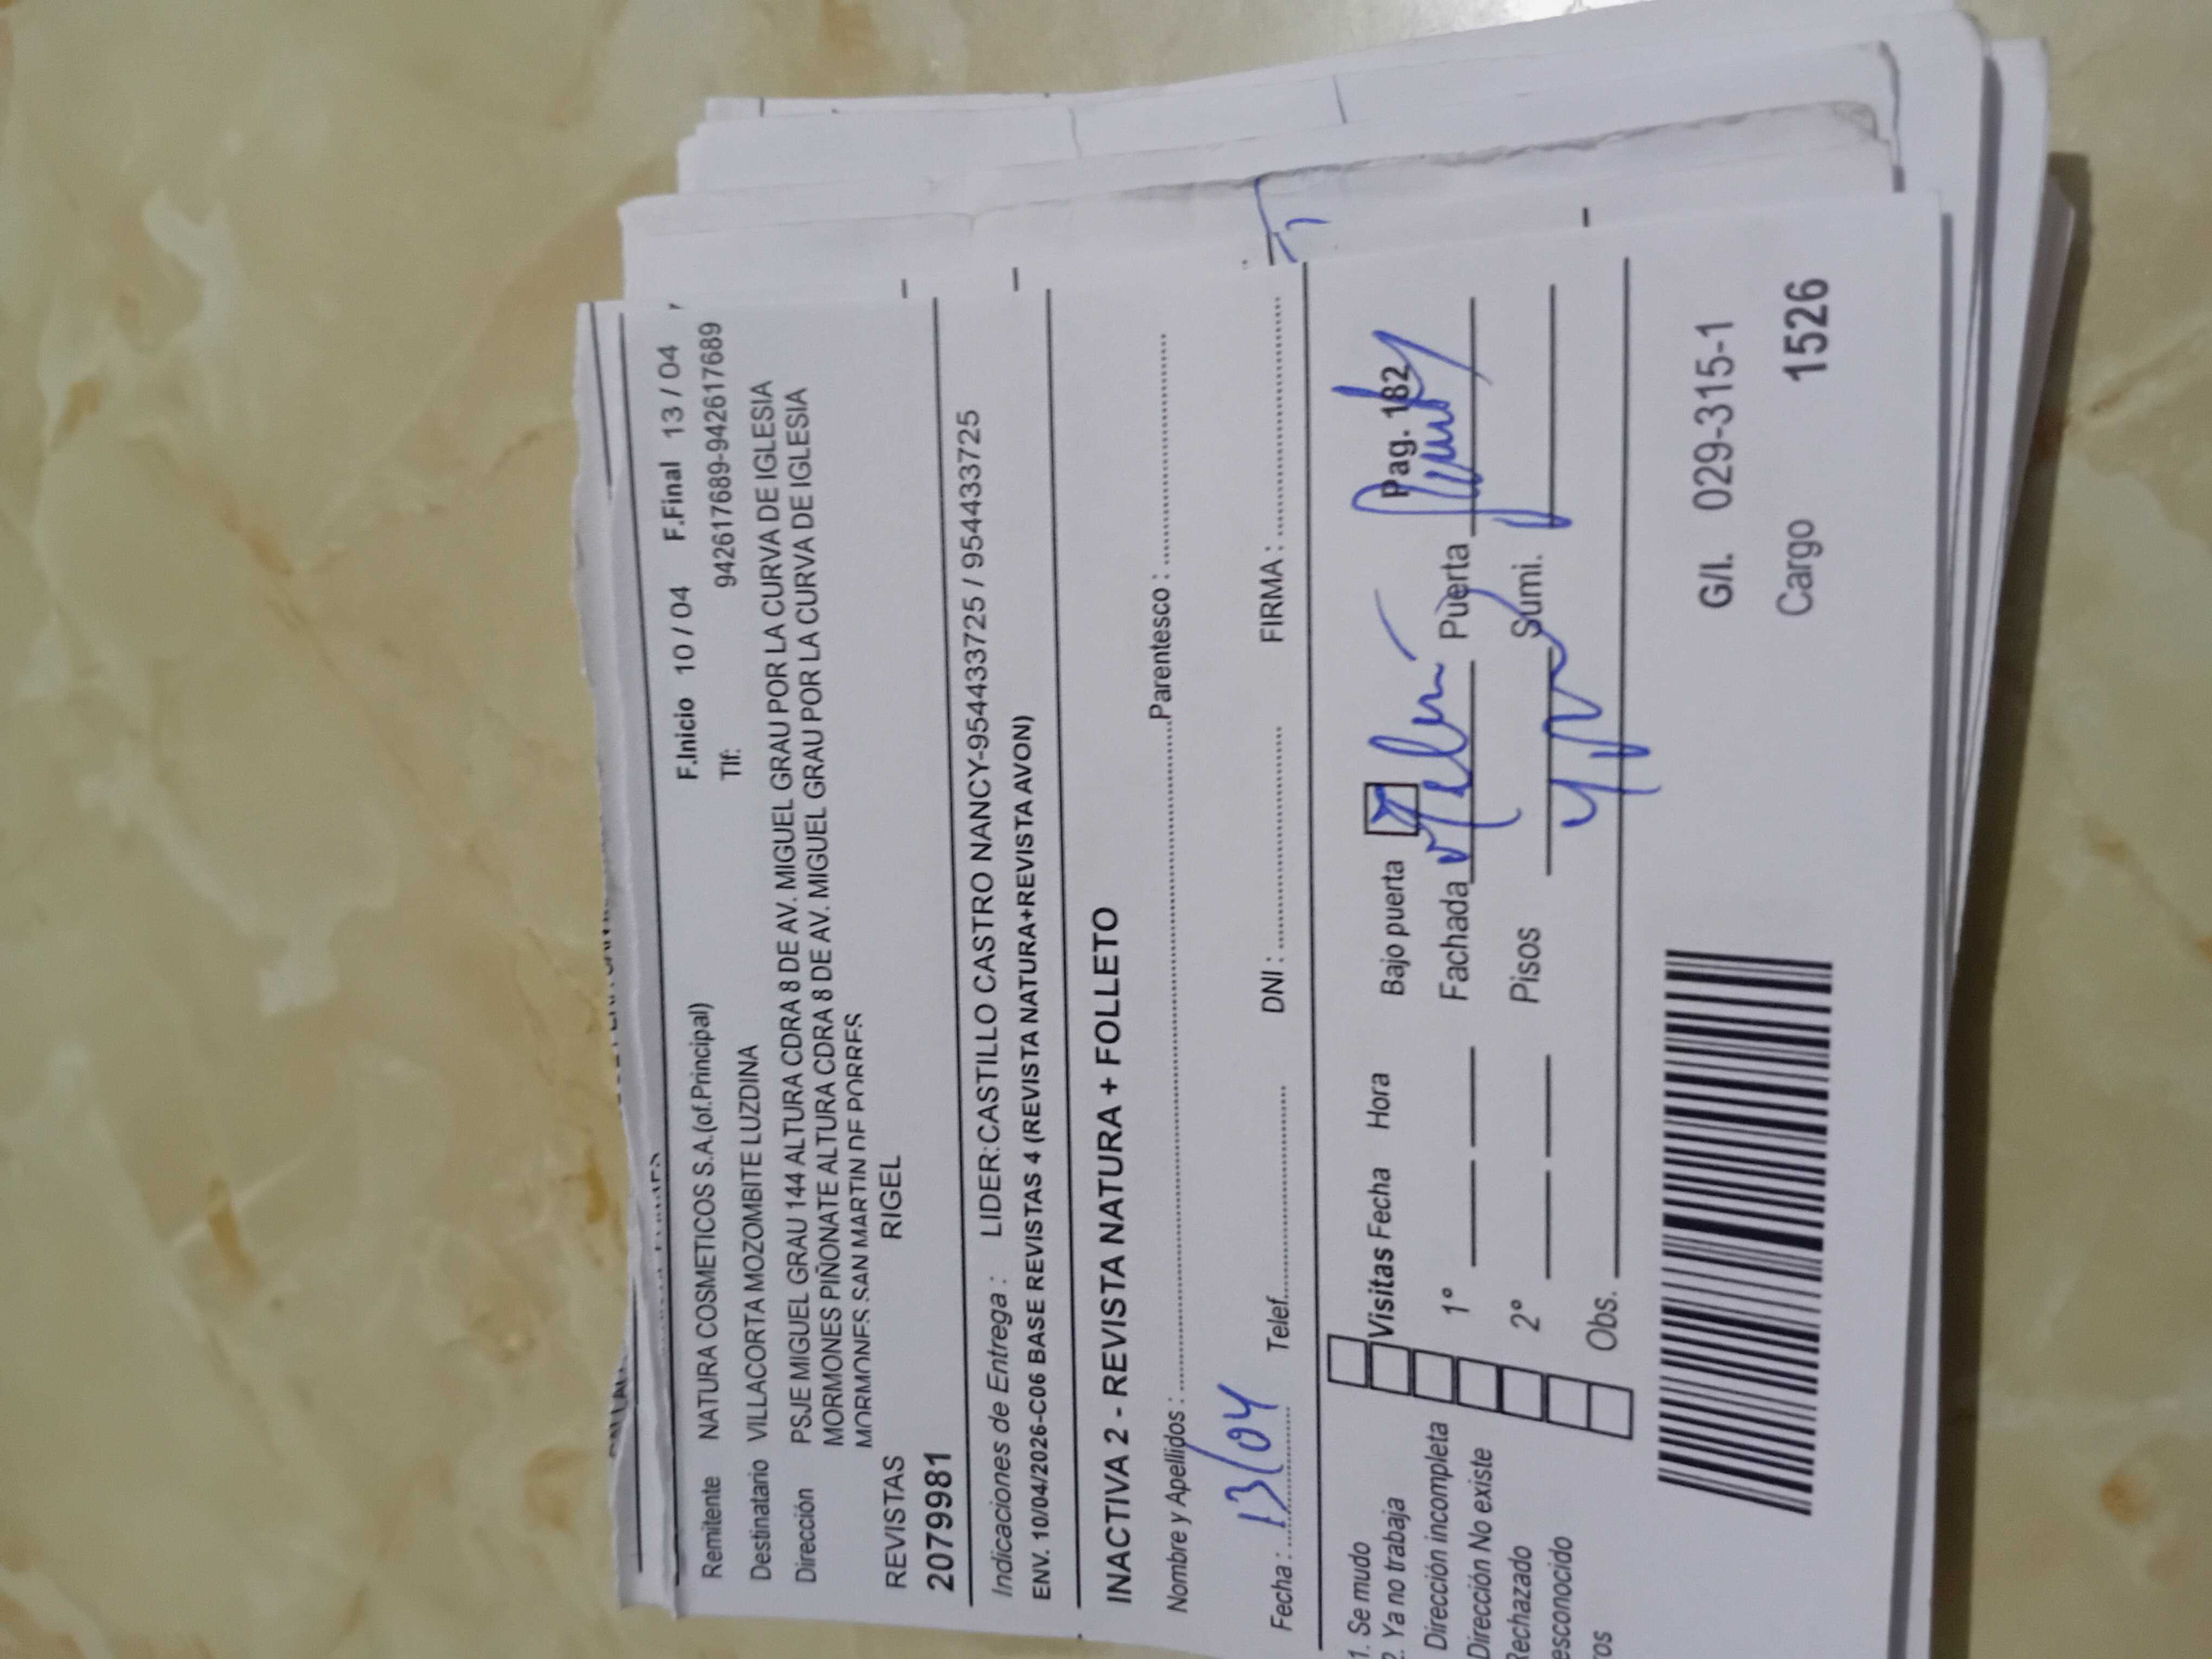 F.Inicio 10 / 04 F.Final 13 / 04
Remitente NATURA COSMETICOS S.A.(of.Principal) Tlf: 942617689-942617689
Destinatario VILLACORTA MOZOMBITE LUZDINA
Dirección PSJE MIGUEL GRAU 144 ALTURA CDRA 8 DE AV. MIGUEL GRAU POR LA CURVA DE IGLESIA
MORMONES PIÑONATE ALTURA CDRA 8 DE AV. MIGUEL GRAU POR LA CURVA DE IGLESIA
MORMONES SAN MARTIN DE PORRES
REVISTAS RIGEL
2079981
Indicaciones de Entrega : LIDER:CASTILLO CASTRO NANCY-954433725 / 954433725
ENV. 10/04/2026-C06 BASE REVISTAS 4 (REVISTA NATURA+REVISTA AVON)
INACTIVA 2 - REVISTA NATURA + FOLLETO
Nombre y Apellidos : Parentesco :
Fecha : 13/04 Telef. DNI : FIRMA :
1. Se mudo
2. Ya no trabaja
Dirección incompleta
Dirección No existe
Rechazado
esconocido
ros
Visitas Fecha Hora Bajo puerta Pag. 182
1° Fachada Puerta
2° Pisos Sumi.
Obs.
G/I. 029-315-1
Cargo 1526